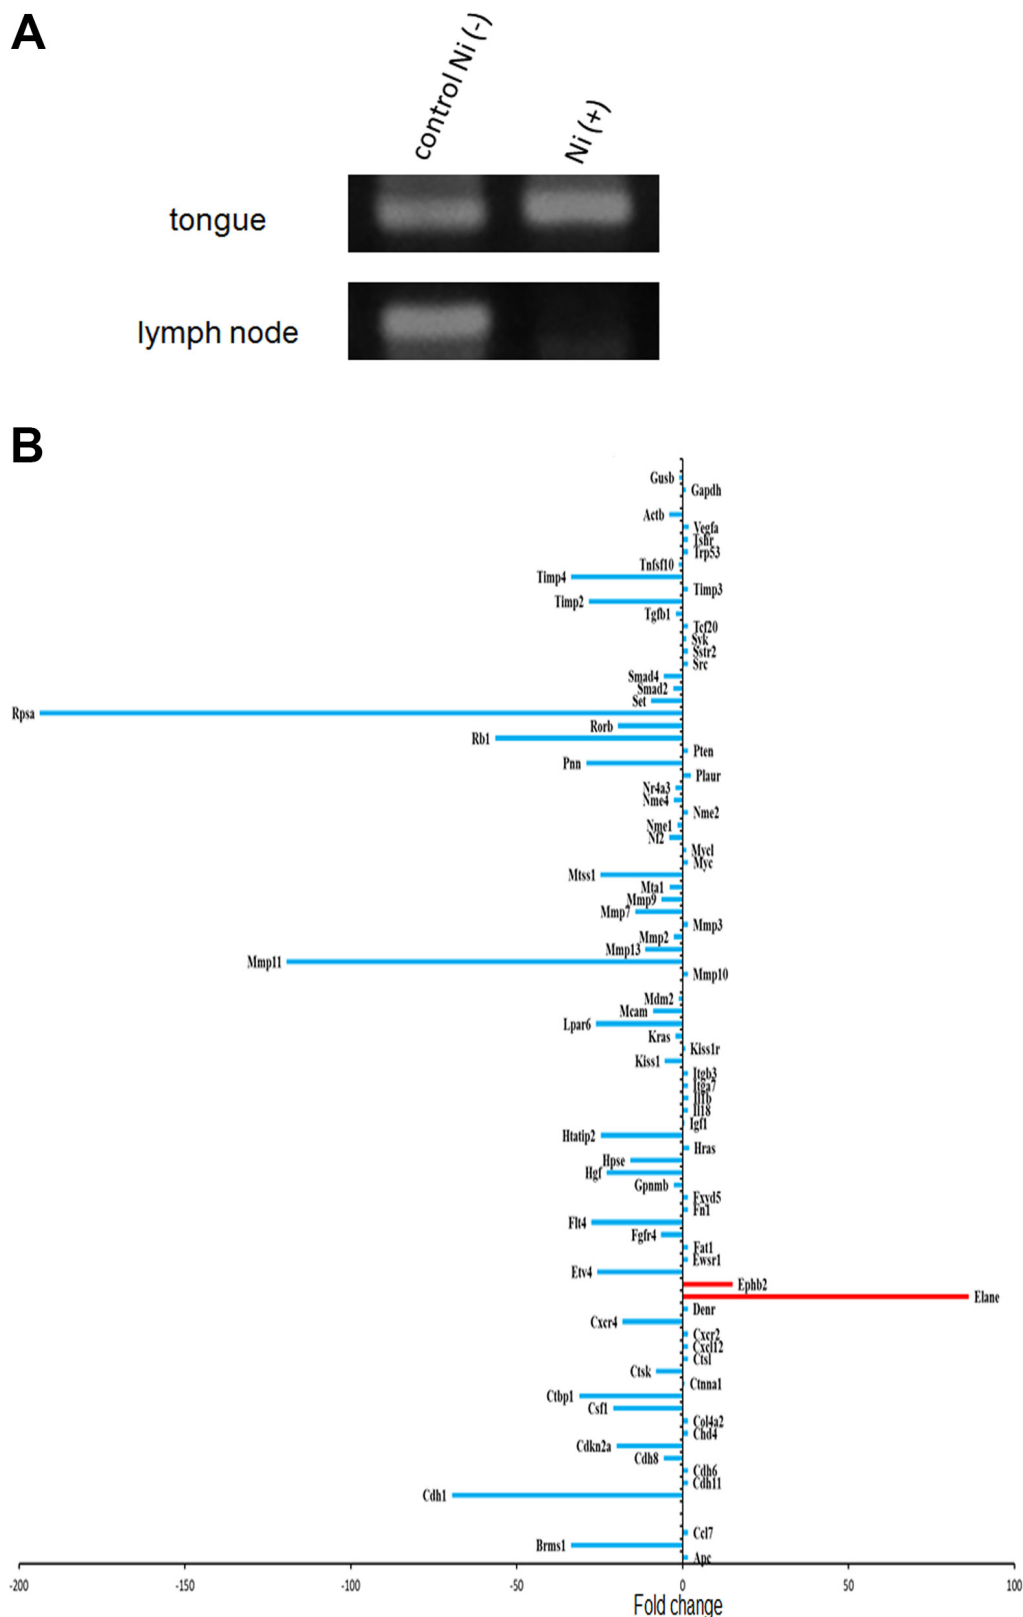 A
control Ni (-)
Ni (+)
tongue
lymph node
B
Gusb
Gapdh
Actb
Vegfa
Tshr
Trp53
Tnfsf10
Timp4
Timp3
Timp2
Tgfb1
Tcf20
Syk
Sstr2
Src
Smad4
Smad2
Set
Rpsa
Rorb
Rb1
Pten
Pnn
Plaur
Nr4a3
Nme4
Nme2
Nme1
Nf2
Mycl
Myc
Mtss1
Mta1
Mmp9
Mmp7
Mmp3
Mmp2
Mmp13
Mmp11
Mmp10
Mdm2
Mcam
Lpar6
Kras
Kiss1r
Kiss1
Itgb3
Itga7
Il1b
Il18
Igf1
Htatip2
Hras
Hpse
Hgf
Gpnmb
Fxyd5
Fn1
Flt4
Fgfr4
Fat1
Ewsr1
Etv4
Ephb2
Elane
Denr
Cxcr4
Cxcr2
Cxcl12
Ctsl
Ctsk
Ctnna1
Ctbp1
Csf1
Col4a2
Chd4
Cdkn2a
Cdh8
Cdh6
Cdh11
Cdh1
Ccl7
Brms1
Apc
-200 -150 -100 -50 0 50 100
Fold change